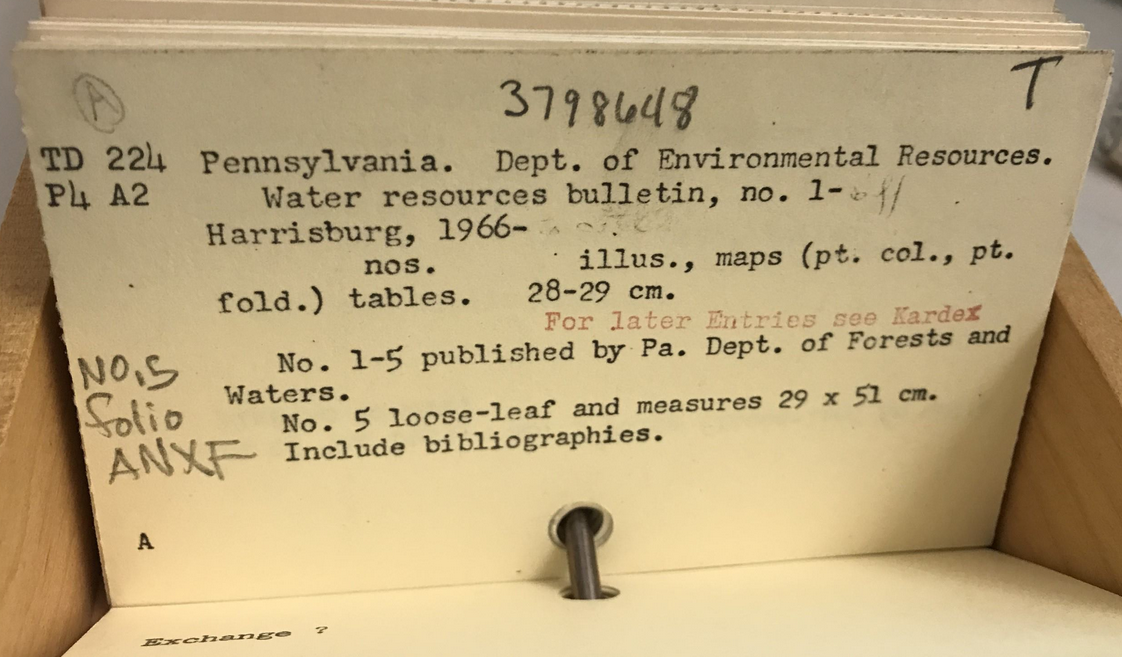 A
3798648
T
TD 224 Pennsylvania. Dept. of Environmental Resources.
P4 A2 Water resources bulletin, no. 1-
Harrisburg, 1966-
nos. illus., maps (pt. col., pt.
fold.) tables. 28-29 cm.
For later Entries see Kardex
No. 1-5 published by Pa. Dept. of Forests and
Waters.
No. 5 loose-leaf and measures 29 x 51 cm.
Include bibliographies.
NO.5
folio
ANXF
A
Exchange ?